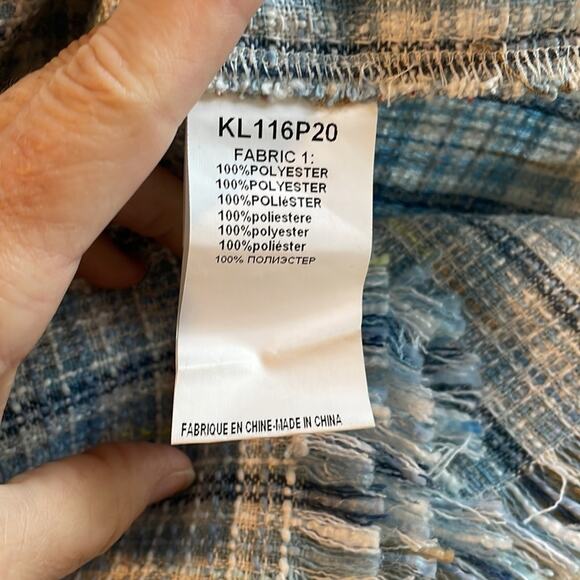 KL116P20
FABRIC 1:
100%POLYESTER
100%POLYESTER
100%POLIéSTER
100%poliestere
100%polyester
100%poliéster
100% ПОЛИЭСТЕР
FABRIQUE EN CHINE-MADE IN CHINA